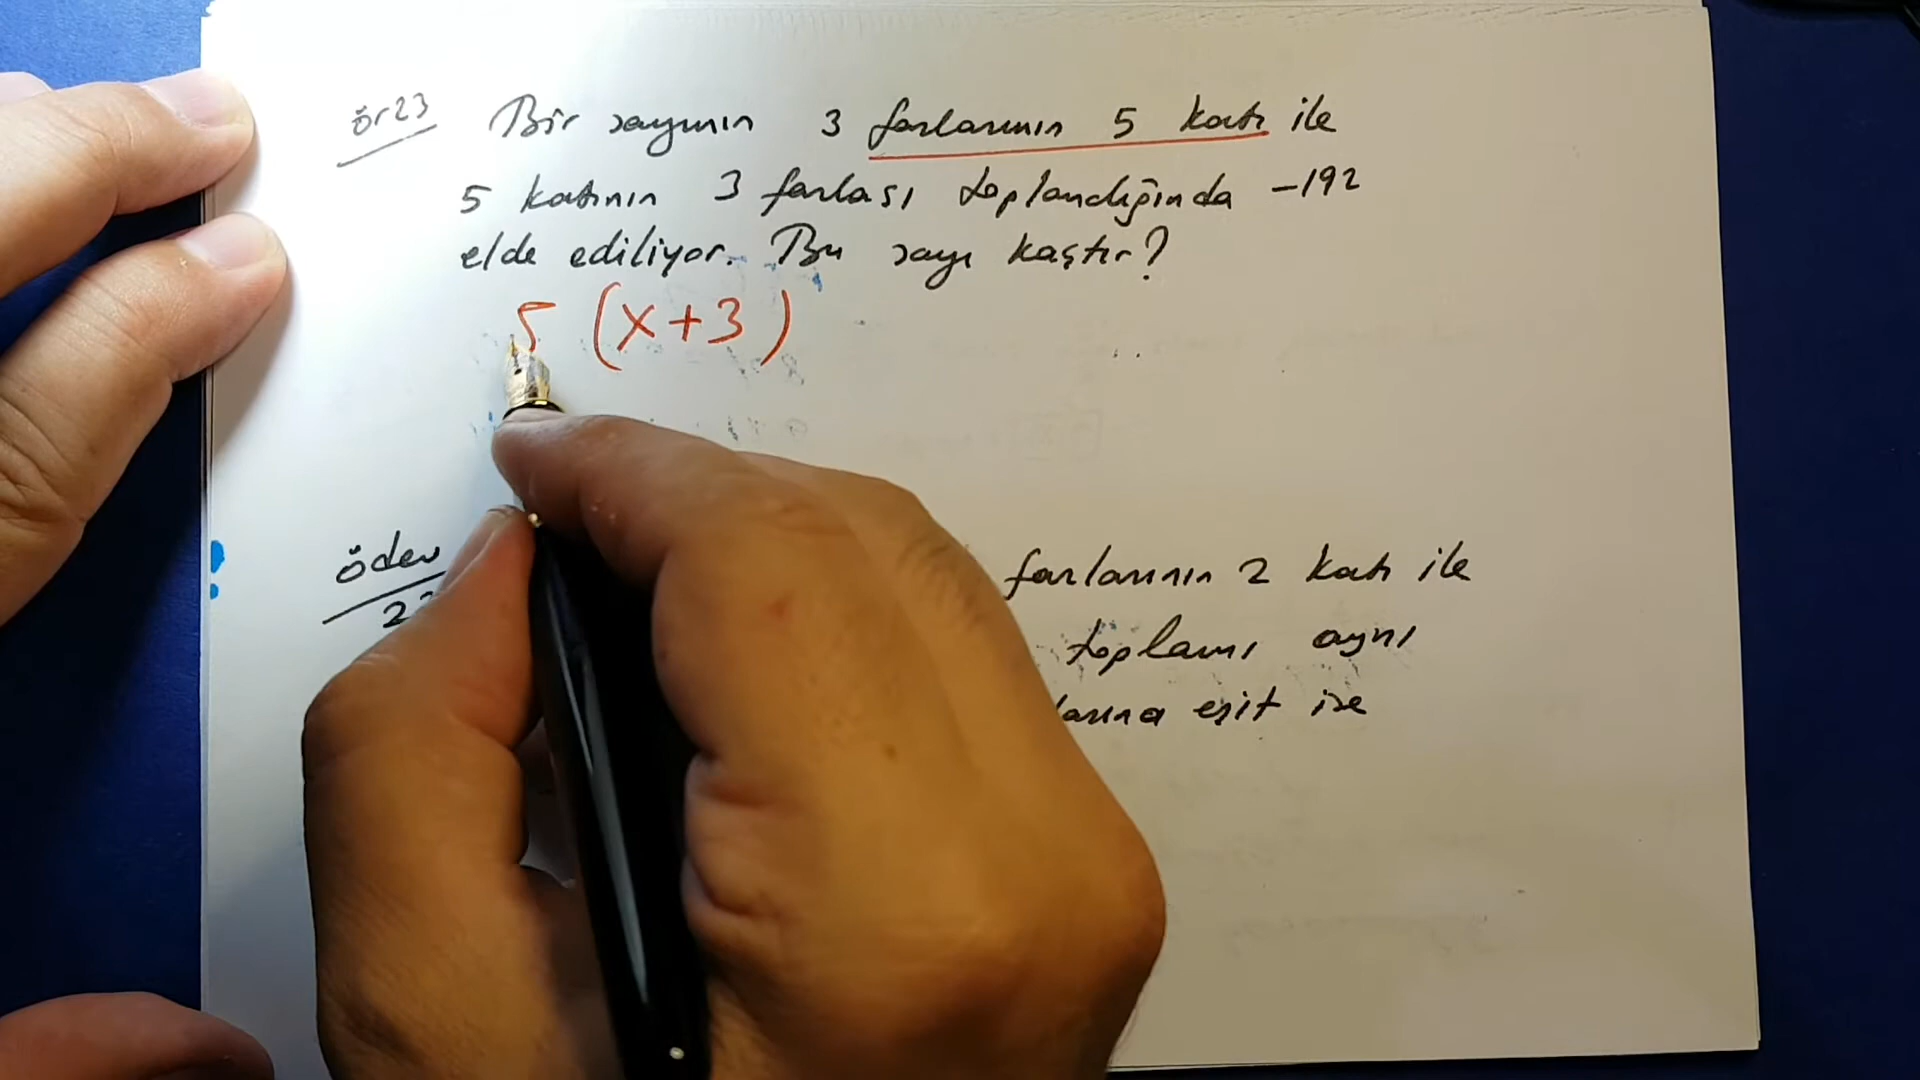 ör23 Bir sayının 3 fazlasının 5 katı ile
5 katının 3 fazlası toplandığında -192
elde ediliyor. Bu sayı kaçtır?
5 (x+3)
ödev fazlasının 2 katı ile
toplamı aynı
eşit ise